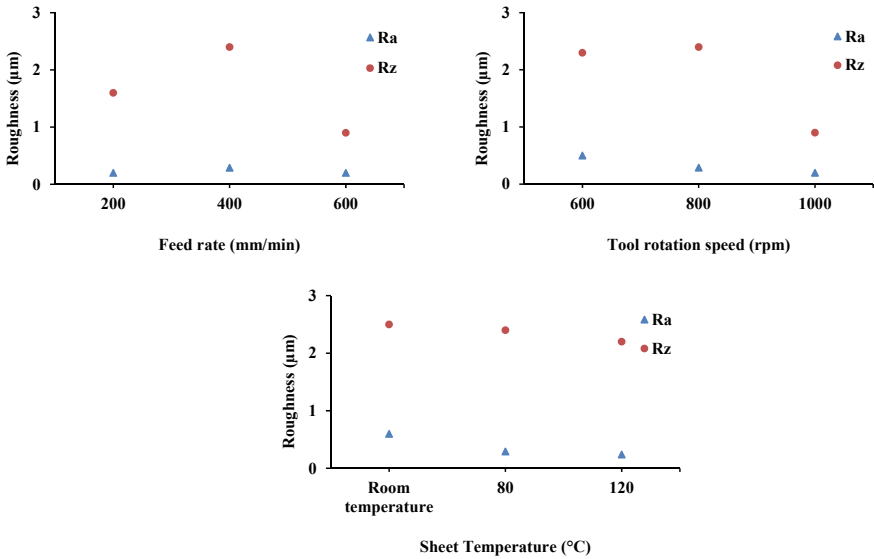 3
2
1
0
Roughness (µm)
Ra
Rz
200 400 600
Feed rate (mm/min)
3
2
1
0
Roughness (µm)
Ra
Rz
600 800 1000
Tool rotation speed (rpm)
3
2
1
0
Roughness (µm)
Ra
Rz
Room 80 120
temperature
Sheet Temperature (°C)